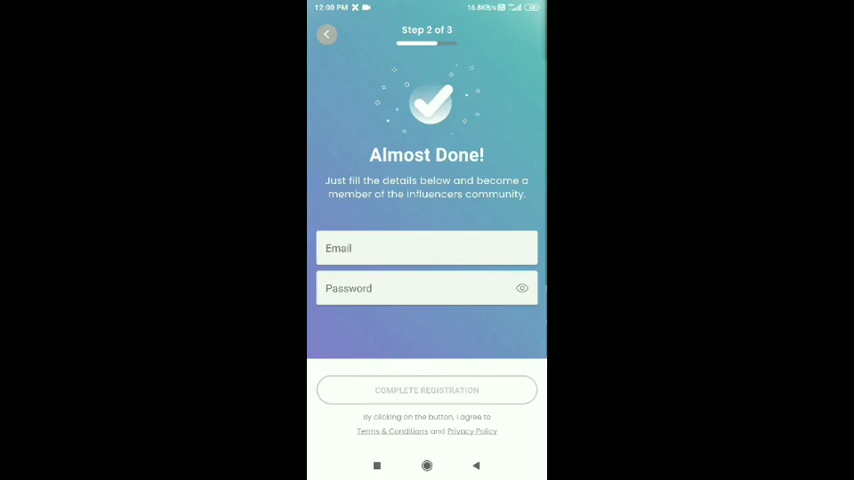 12:00 PM
16.8KB/s
Step 2 of 3
Almost Done!
Just fill the details below and become a
member of the influencers community.
Email
Password
COMPLETE REGISTRATION
By clicking on the button, I agree to
Terms & Conditions and Privacy Policy